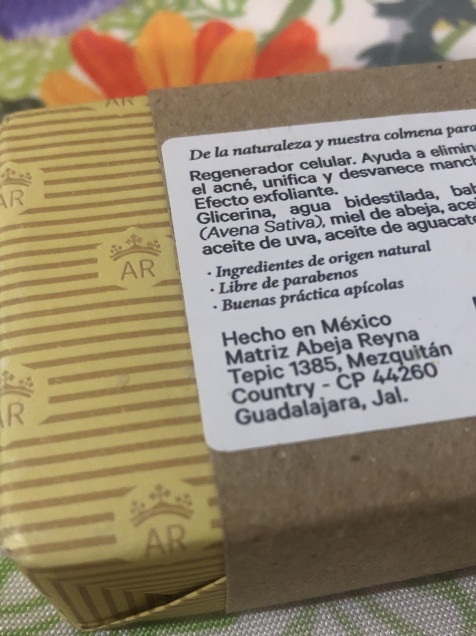 AR
AR
AR
AR
AR
De la naturaleza y nuestra colmena para
Regenerador celular. Ayuda a elimin
el acné, unifica y desvanece manch
Efecto exfoliante.
Glicerina, agua bidestilada, bab
(Avena Sativa), miel de abeja, acei
aceite de uva, aceite de aguacate
· Ingredientes de origen natural
· Libre de parabenos
· Buenas práctica apícolas
Hecho en México
Matriz Abeja Reyna
Tepic 1385, Mezquitán
Country - CP 44260
Guadalajara, Jal.